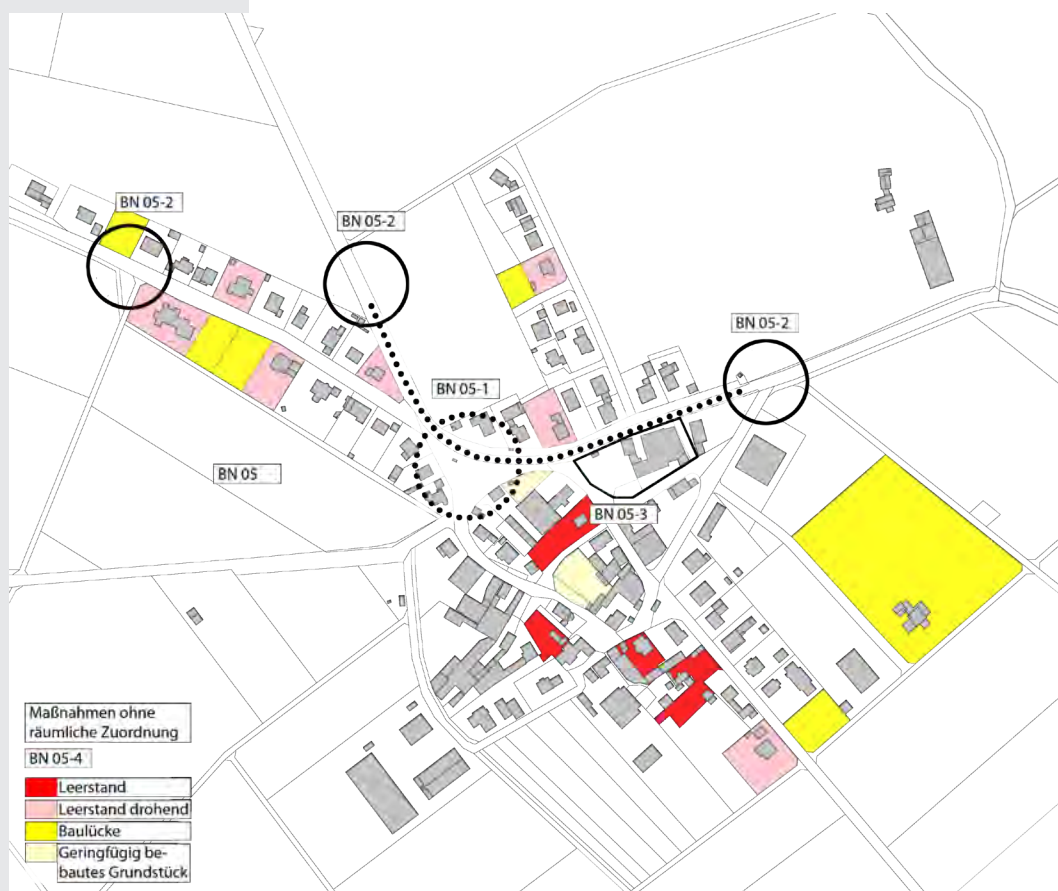 BN 05-2
BN 05-2
BN 05-2
BN 05-1
BN 05
BN 05-3
Maßnahmen ohne
räumliche Zuordnung
BN 05-4
Leerstand
Leerstand drohend
Baulücke
Geringfügig be-
bautes Grundstück